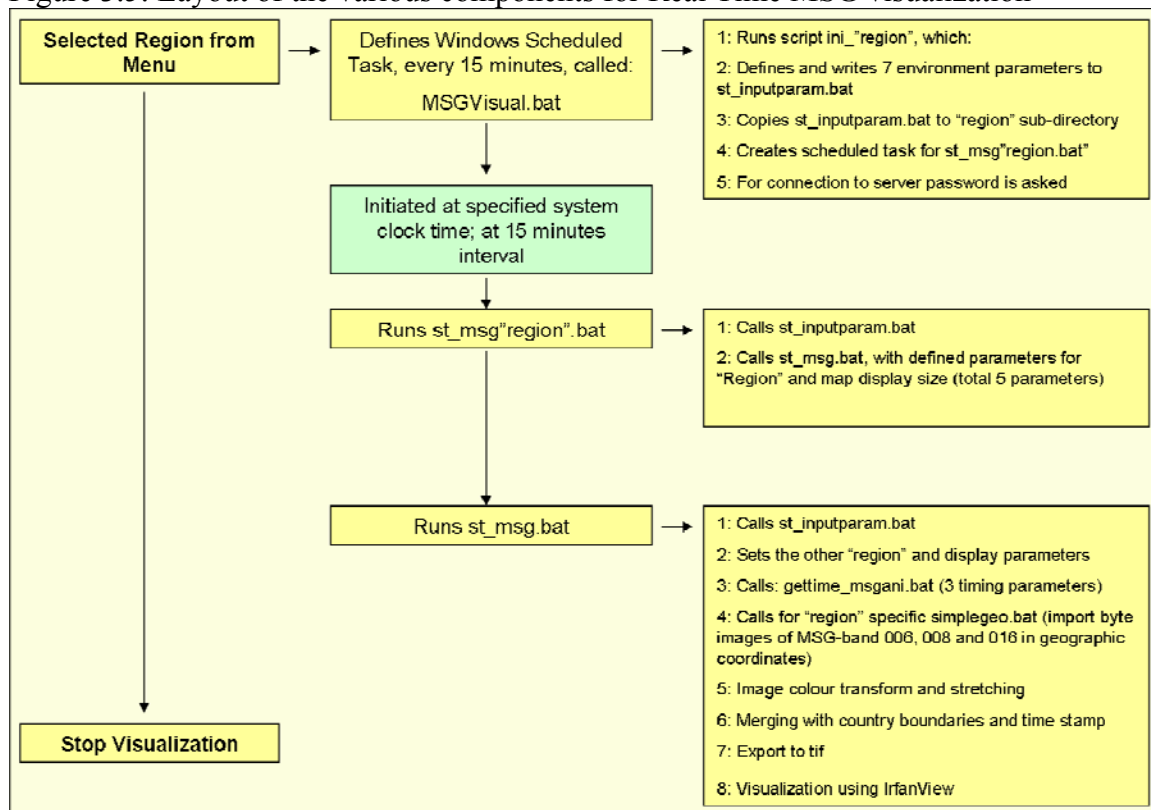 Figure 3.5: Layout of the various components for Real Time MSG visualization
Selected Region from
Menu
Defines Windows Scheduled
Task, every 15 minutes, called:
MSGVisual.bat
1: Runs script ini_"region", which:
2: Defines and writes 7 environment parameters to
st_inputparam.bat
3: Copies st_inputparam.bat to "region" sub-directory
4: Creates scheduled task for st_msg"region.bat"
5: For connection to server password is asked
Initiated at specified system
clock time; at 15 minutes
interval
Runs st_msg"region".bat
1: Calls st_inputparam.bat
2: Calls st_msg.bat, with defined parameters for
"Region" and map display size (total 5 parameters)
Runs st_msg.bat
1: Calls st_inputparam.bat
2: Sets the other "region" and display parameters
3: Calls: gettime_msgani.bat (3 timing parameters)
4: Calls for "region" specific simplegeo.bat (import byte
images of MSG-band 006, 008 and 016 in geographic
coordinates)
5: Image colour transform and stretching
6: Merging with country boundaries and time stamp
7: Export to tif
8: Visualization using IrfanView
Stop Visualization